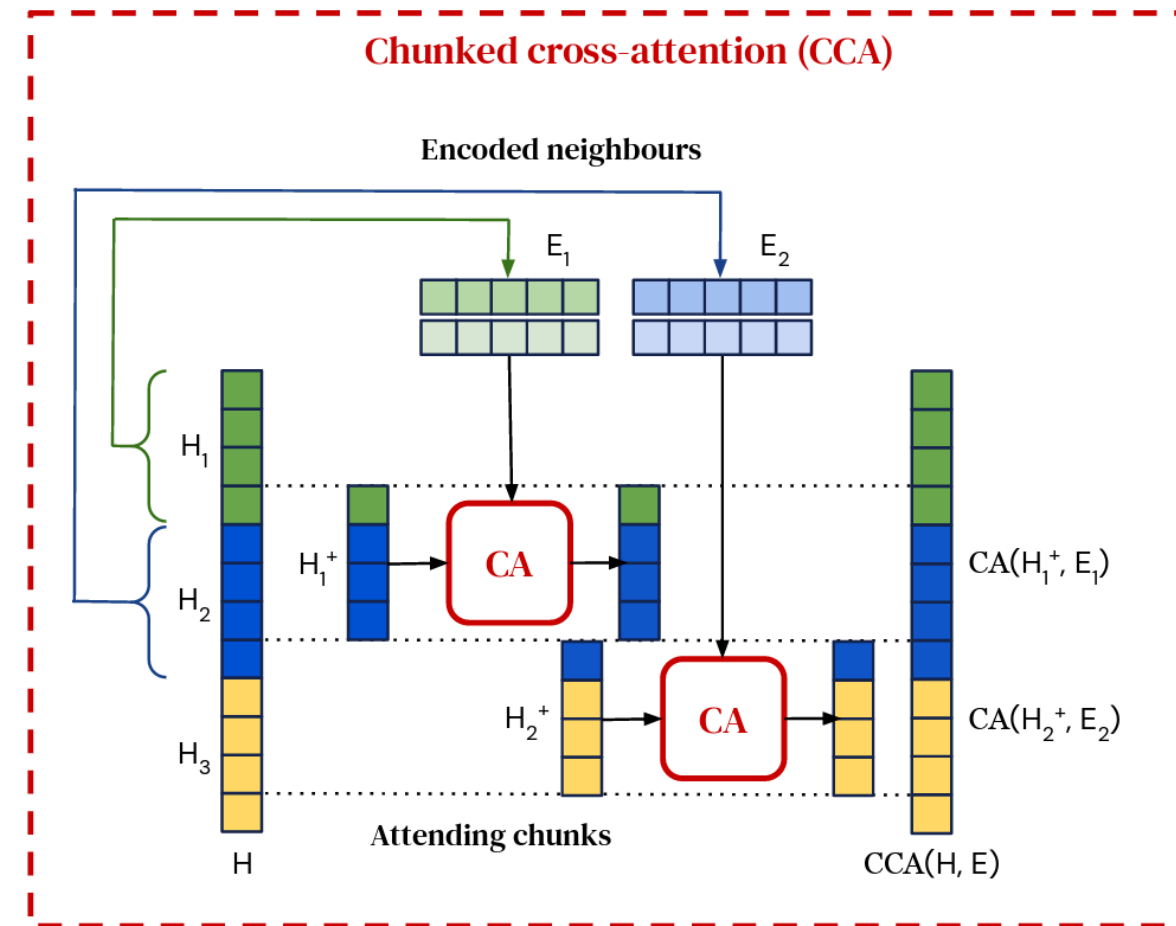 Chunked cross-attention (CCA)
Encoded neighbours
E₁
E₂
H₁
H₁⁺
CA
CA(H₁⁺, E₁)
H₂
H₂⁺
CA
CA(H₂⁺, E₂)
H₃
Attending chunks
H
CCA(H, E)